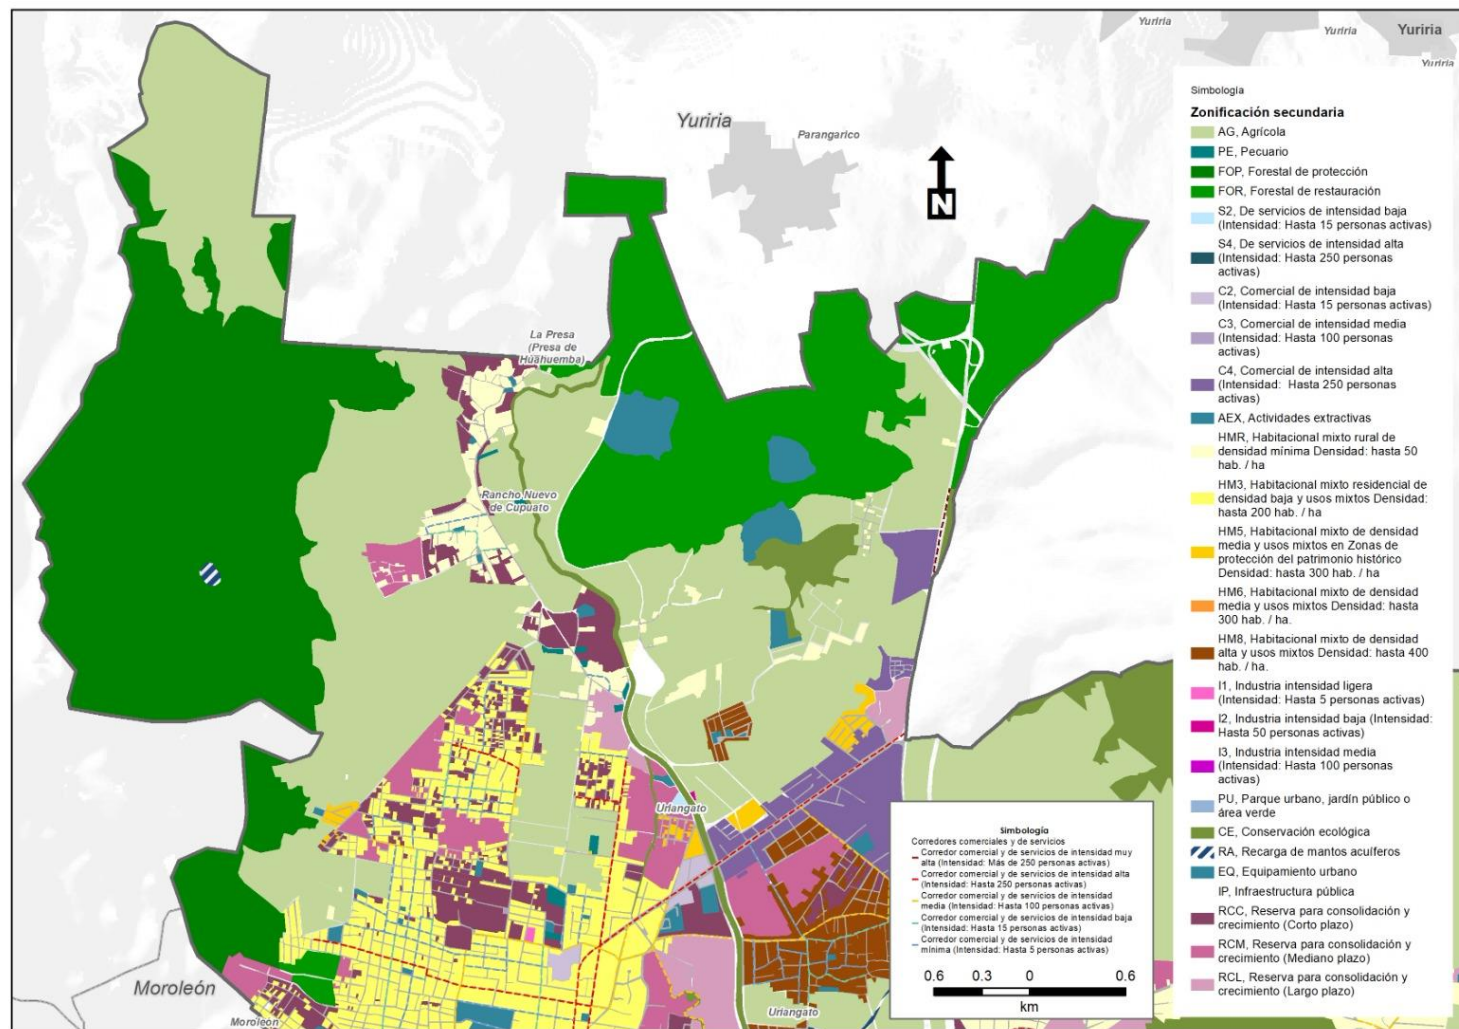 Yuriria
Yuriria
Yuriria
Yuriria
Yuriria
Parangarico
N
La Presa
(Presa de
Huahuemba)
Rancho Nuevo
de Cupuato
Uriangato
Moroleón
Moroleón
Uriangato
Simbología
Zonificación secundaria
AG, Agrícola
PE, Pecuario
FOP, Forestal de protección
FOR, Forestal de restauración
S2, De servicios de intensidad baja
(Intensidad: Hasta 15 personas activas)
S4, De servicios de intensidad alta
(Intensidad: Hasta 250 personas
activas)
C2, Comercial de intensidad baja
(Intensidad: Hasta 15 personas activas)
C3, Comercial de intensidad media
(Intensidad: Hasta 100 personas
activas)
C4, Comercial de intensidad alta
(Intensidad: Hasta 250 personas
activas)
AEX, Actividades extractivas
HMR, Habitacional mixto rural de
densidad mínima Densidad: hasta 50
hab. / ha
HM3, Habitacional mixto residencial de
densidad baja y usos mixtos Densidad:
hasta 200 hab. / ha
HM5, Habitacional mixto de densidad
media y usos mixtos en Zonas de
protección del patrimonio histórico
Densidad: hasta 300 hab. / ha
HM6, Habitacional mixto de densidad
media y usos mixtos Densidad: hasta
300 hab. / ha.
HM8, Habitacional mixto de densidad
alta y usos mixtos Densidad: hasta 400
hab. / ha.
I1, Industria intensidad ligera
(Intensidad: Hasta 5 personas activas)
I2, Industria intensidad baja (Intensidad:
Hasta 50 personas activas)
I3, Industria intensidad media
(Intensidad: Hasta 100 personas
activas)
PU, Parque urbano, jardín público o
área verde
CE, Conservación ecológica
RA, Recarga de mantos acuíferos
EQ, Equipamiento urbano
IP, Infraestructura pública
RCC, Reserva para consolidación y
crecimiento (Corto plazo)
RCM, Reserva para consolidación y
crecimiento (Mediano plazo)
RCL, Reserva para consolidación y
crecimiento (Largo plazo)
Simbología
Corredores comerciales y de servicios
Corredor comercial y de servicios de intensidad muy
alta (Intensidad: Más de 250 personas activas)
Corredor comercial y de servicios de intensidad alta
(Intensidad: Hasta 250 personas activas)
Corredor comercial y de servicios de intensidad
media (Intensidad: Hasta 100 personas activas)
Corredor comercial y de servicios de intensidad baja
(Intensidad: Hasta 15 personas activas)
Corredor comercial y de servicios de intensidad
mínima (Intensidad: Hasta 5 personas activas)
0.6 0.3 0 0.6
km